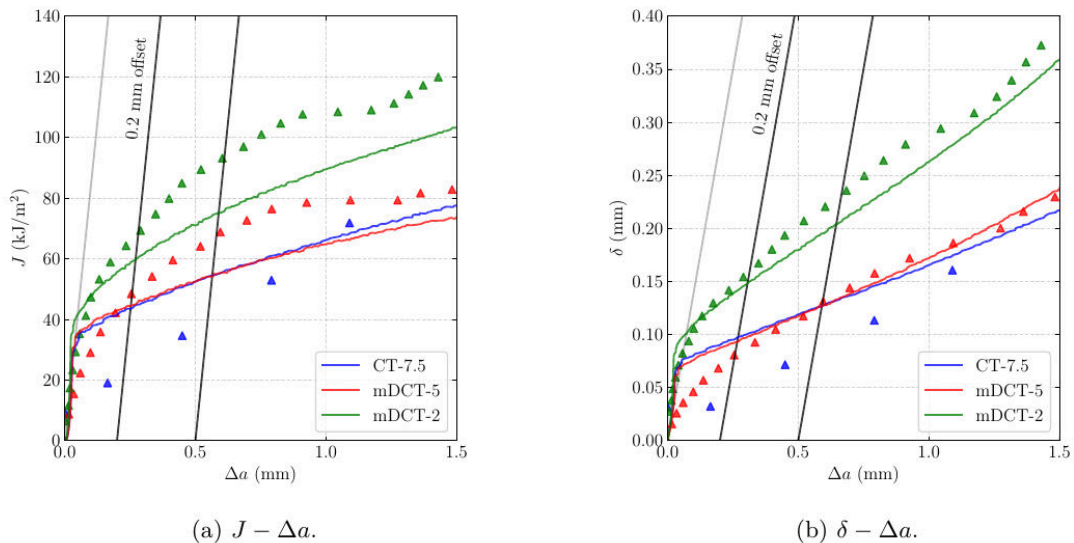 140
120
100
80
60
40
20
0
J (kJ/m²)
0.2 mm offset
CT-7.5
mDCT-5
mDCT-2
0.0 0.5 1.0 1.5
Δa (mm)
(a) J − Δa.
0.40
0.35
0.30
0.25
0.20
0.15
0.10
0.05
0.00
δ (mm)
0.2 mm offset
CT-7.5
mDCT-5
mDCT-2
0.0 0.5 1.0 1.5
Δa (mm)
(b) δ − Δa.